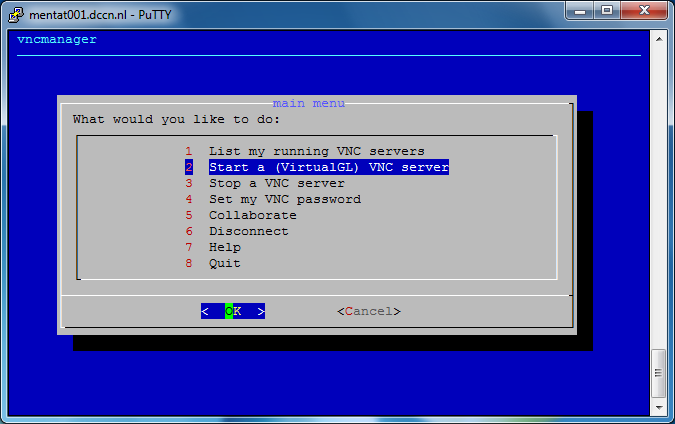 mentat001.dccn.nl - PuTTY
vncmanager
main menu
What would you like to do:
1 List my running VNC servers
2 Start a (VirtualGL) VNC server
3 Stop a VNC server
4 Set my VNC password
5 Collaborate
6 Disconnect
7 Help
8 Quit
< OK > <Cancel>